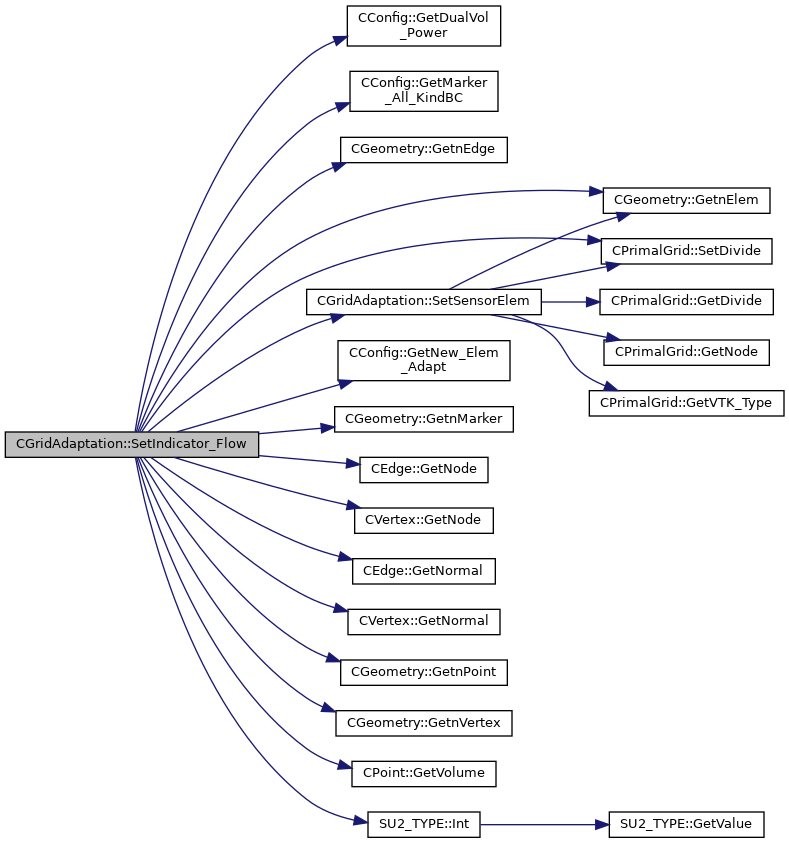 CConfig::GetDualVol
_Power
CConfig::GetMarker
_All_KindBC
CGeometry::GetnEdge
CGeometry::GetnElem
CPrimalGrid::SetDivide
CGridAdaptation::SetSensorElem
CPrimalGrid::GetDivide
CPrimalGrid::GetNode
CConfig::GetNew_Elem
_Adapt
CPrimalGrid::GetVTK_Type
CGeometry::GetnMarker
CGridAdaptation::SetIndicator_Flow
CEdge::GetNode
CVertex::GetNode
CEdge::GetNormal
CVertex::GetNormal
CGeometry::GetnPoint
CGeometry::GetnVertex
CPoint::GetVolume
SU2_TYPE::Int
SU2_TYPE::GetValue